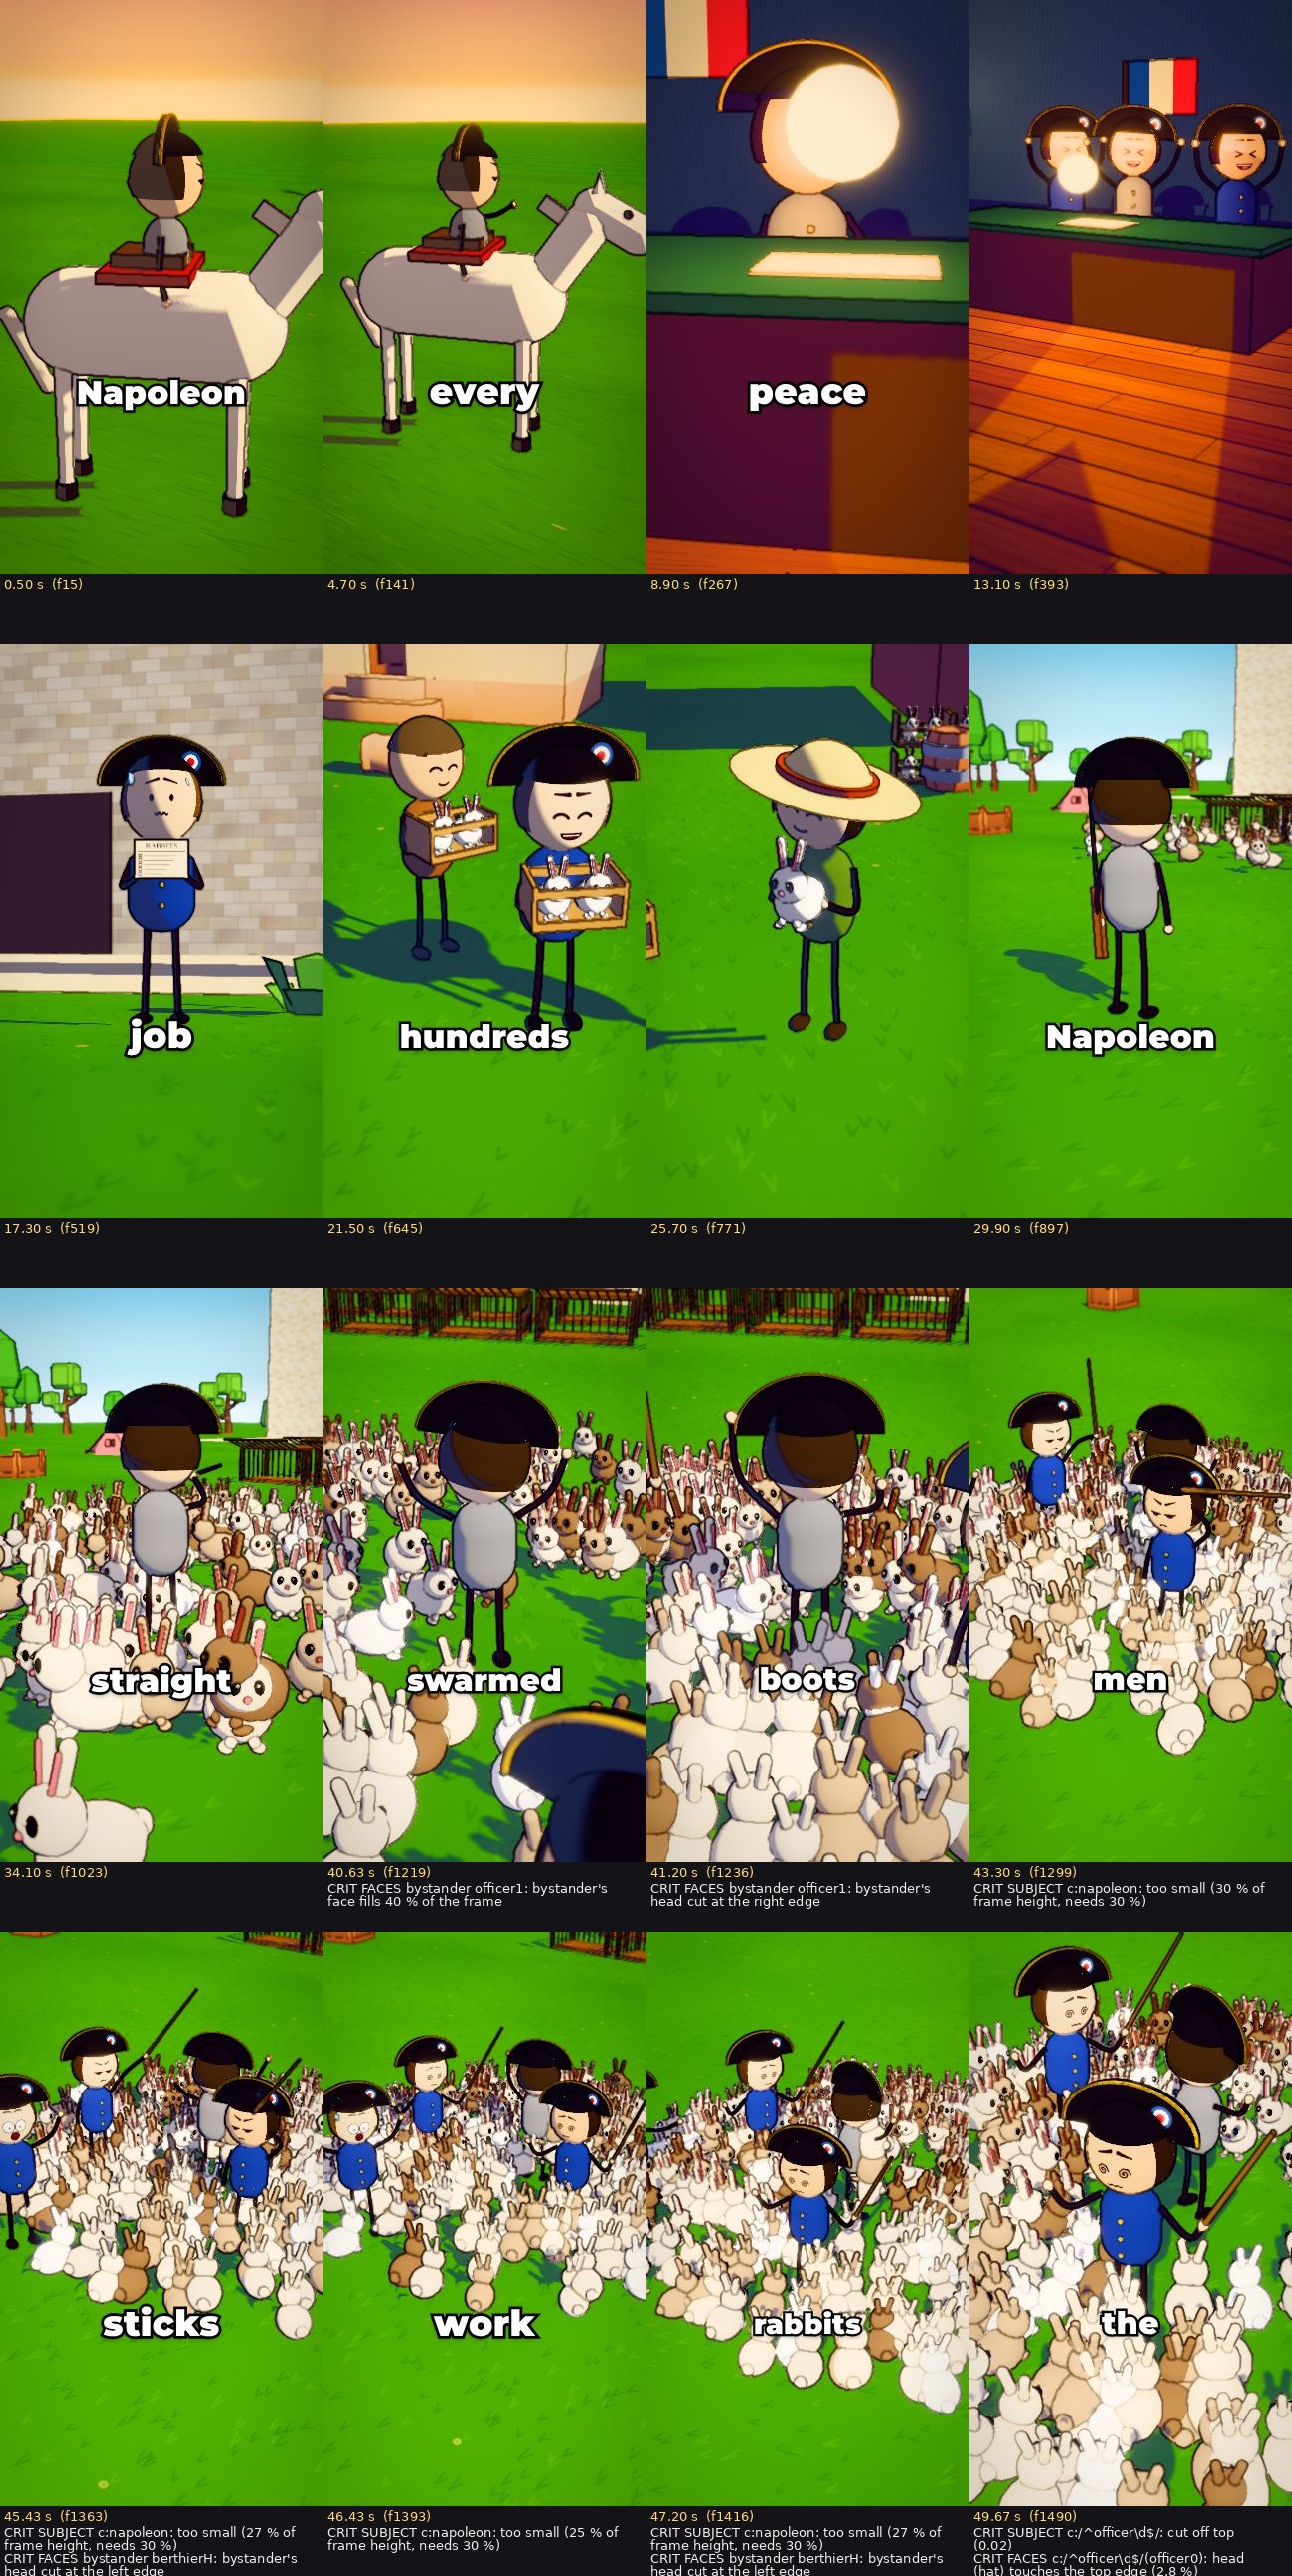 Napoleon
every
peace
0.50 s (f15)
4.70 s (f141)
8.90 s (f267)
13.10 s (f393)
RABBITS
job
hundreds
Napoleon
17.30 s (f519)
21.50 s (f645)
25.70 s (f771)
29.90 s (f897)
straight
swarmed
boots
men
34.10 s (f1023)
40.63 s (f1219)
CRIT FACES bystander officer1: bystander's
face fills 40 % of the frame
41.20 s (f1236)
CRIT FACES bystander officer1: bystander's
head cut at the right edge
43.30 s (f1299)
CRIT SUBJECT c:napoleon: too small (30 % of
frame height, needs 30 %)
sticks
work
rabbits
the
45.43 s (f1363)
CRIT SUBJECT c:napoleon: too small (27 % of
frame height, needs 30 %)
CRIT FACES bystander berthierH: bystander's
head cut at the left edge
46.43 s (f1393)
CRIT SUBJECT c:napoleon: too small (25 % of
frame height, needs 30 %)
47.20 s (f1416)
CRIT SUBJECT c:napoleon: too small (27 % of
frame height, needs 30 %)
CRIT FACES bystander berthierH: bystander's
head cut at the left edge
49.67 s (f1490)
CRIT SUBJECT c:/^officer\d$/: cut off top
(0.02)
CRIT FACES c:/^officer\d$/(officer0): head
(hat) touches the top edge (2.8 %)